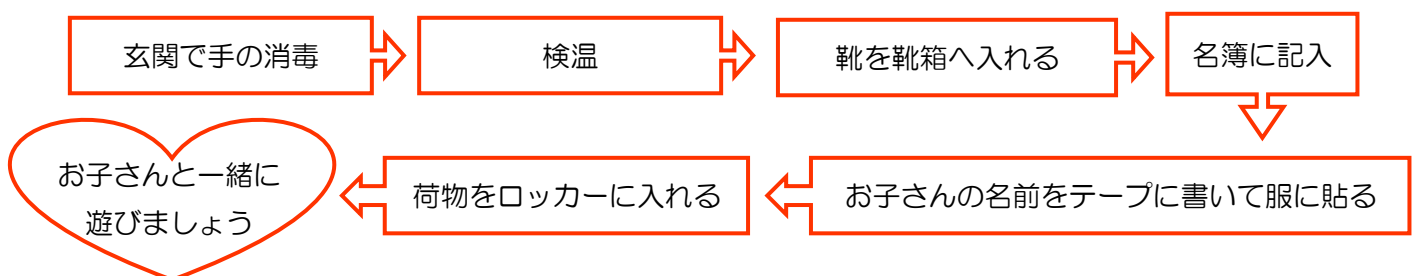 玄関で手の消毒
検温
靴を靴箱へ入れる
名簿に記入
お子さんの名前をテープに書いて服に貼る
荷物をロッカーに入れる
お子さんと一緒に
遊びましょう